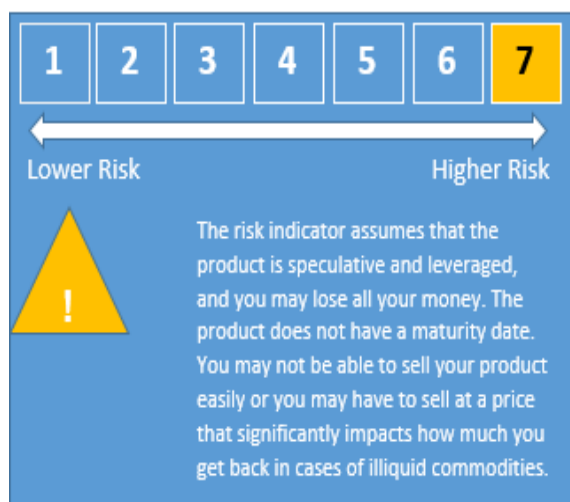 1 2 3 4 5 6 7
Lower Risk Higher Risk
The risk indicator assumes that the
product is speculative and leveraged,
and you may lose all your money. The
product does not have a maturity date.
You may not be able to sell your product
easily or you may have to sell at a price
that significantly impacts how much you
get back in cases of illiquid commodities.
!